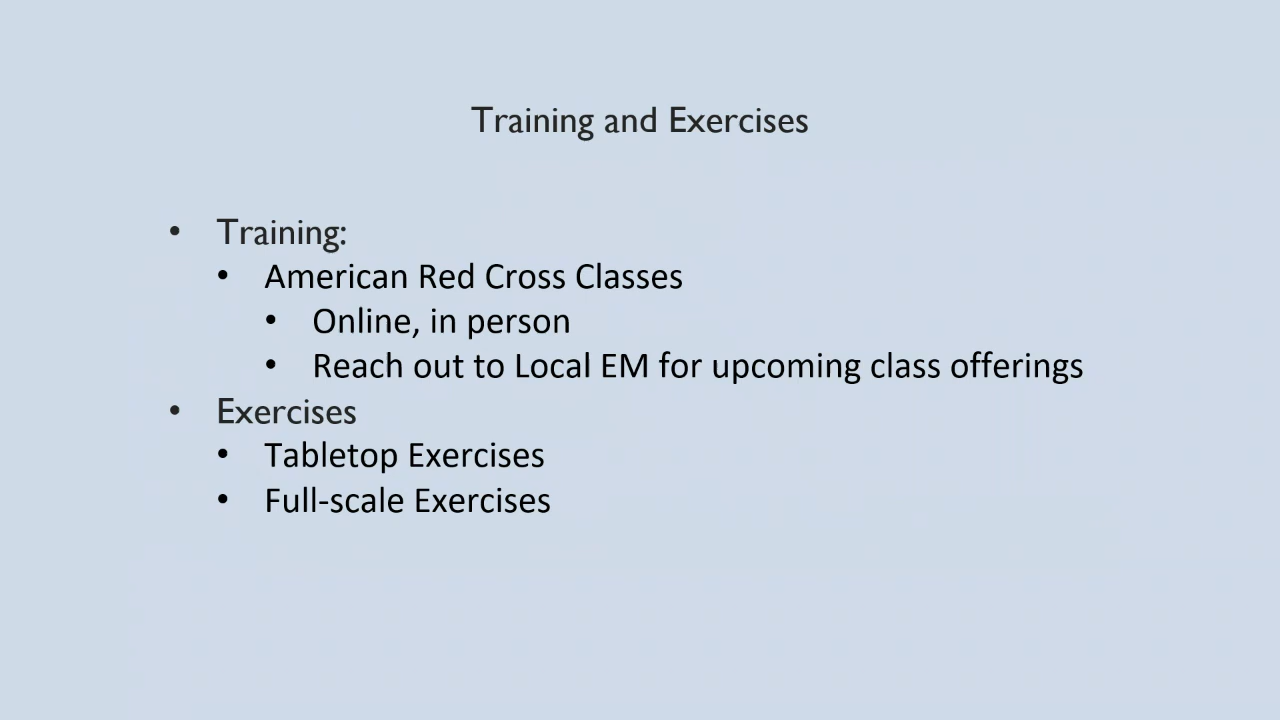 Training and Exercises
• Training:
• American Red Cross Classes
• Online, in person
• Reach out to Local EM for upcoming class offerings
• Exercises
• Tabletop Exercises
• Full-scale Exercises